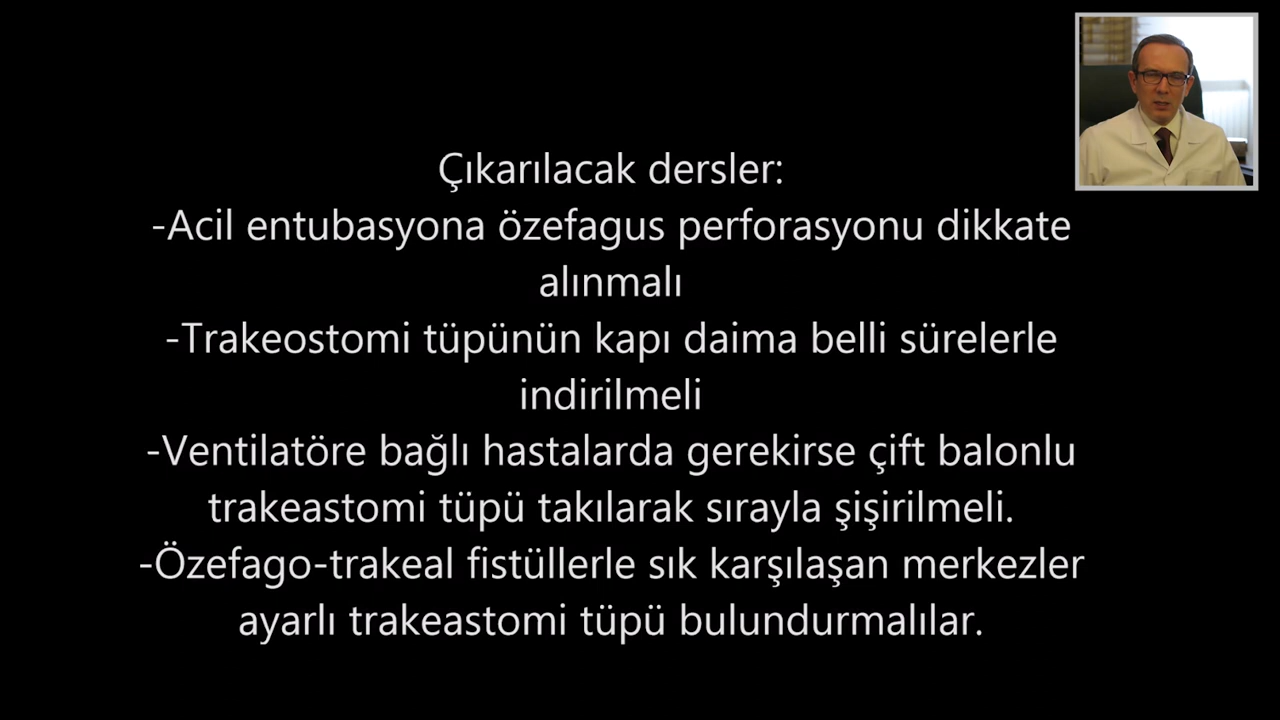 Çıkarılacak dersler:
-Acil entubasyona özefagus perforasyonu dikkate
alınmalı
-Trakeostomi tüpünün kapı daima belli sürelerle
indirilmeli
-Ventilatöre bağlı hastalarda gerekirse çift balonlu
trakeastomi tüpü takılarak sırayla şişirilmeli.
-Özefago-trakeal fistüllerle sık karşılaşan merkezler
ayarlı trakeastomi tüpü bulundurmalılar.